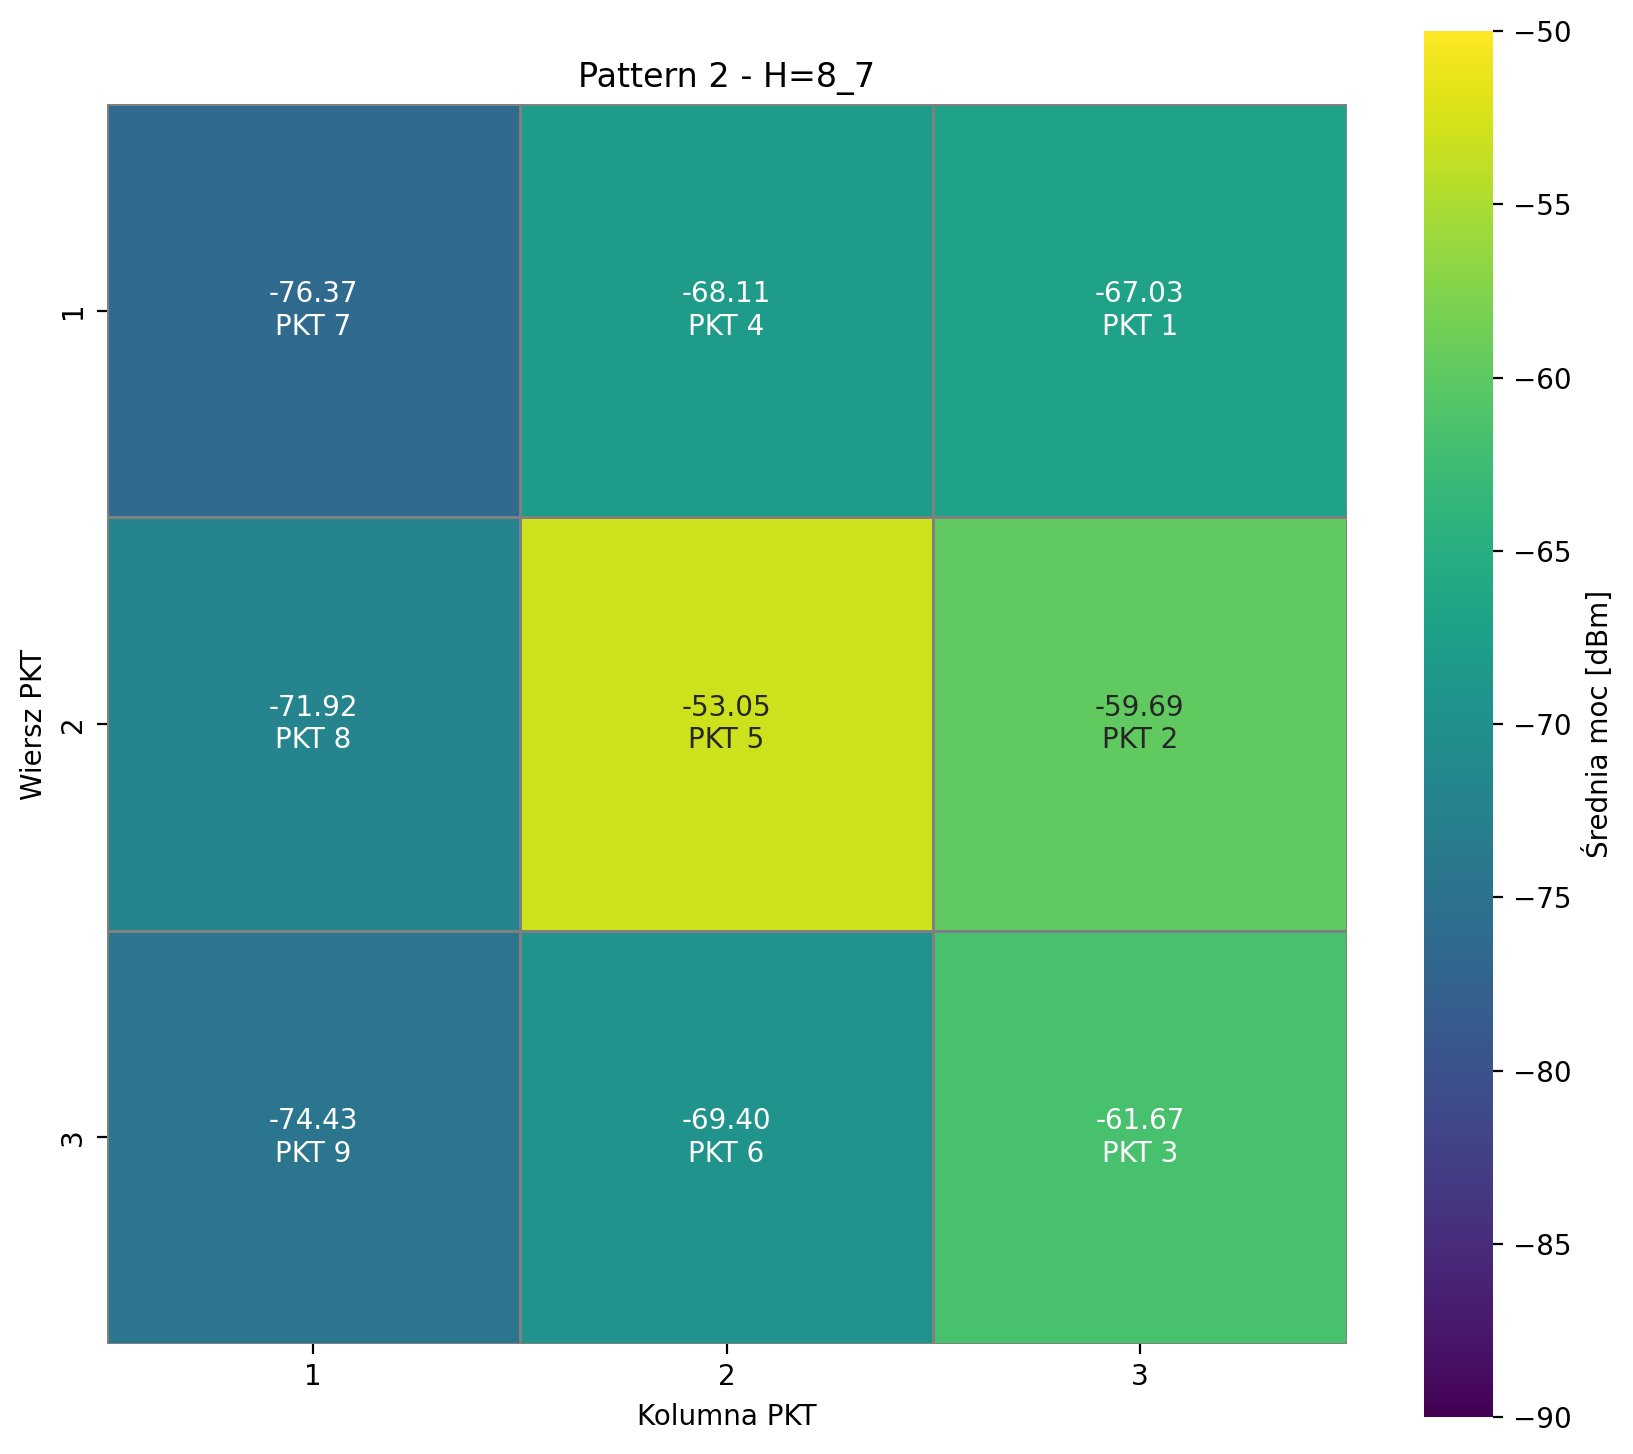 Pattern 2 - H=8_7
-76.37
PKT 7
-68.11
PKT 4
-67.03
PKT 1
-71.92
PKT 8
-53.05
PKT 5
-59.69
PKT 2
-74.43
PKT 9
-69.40
PKT 6
-61.67
PKT 3
1
2
3
Wiersz PKT
1
2
3
Kolumna PKT
−50
−55
−60
−65
−70
−75
−80
−85
−90
Średnia moc [dBm]